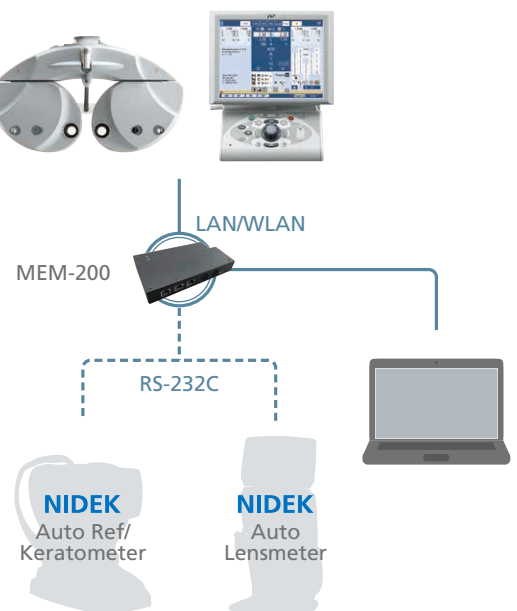 LAN/WLAN
MEM-200
RS-232C
NIDEK
Auto Ref/
Keratometer
NIDEK
Auto
Lensmeter